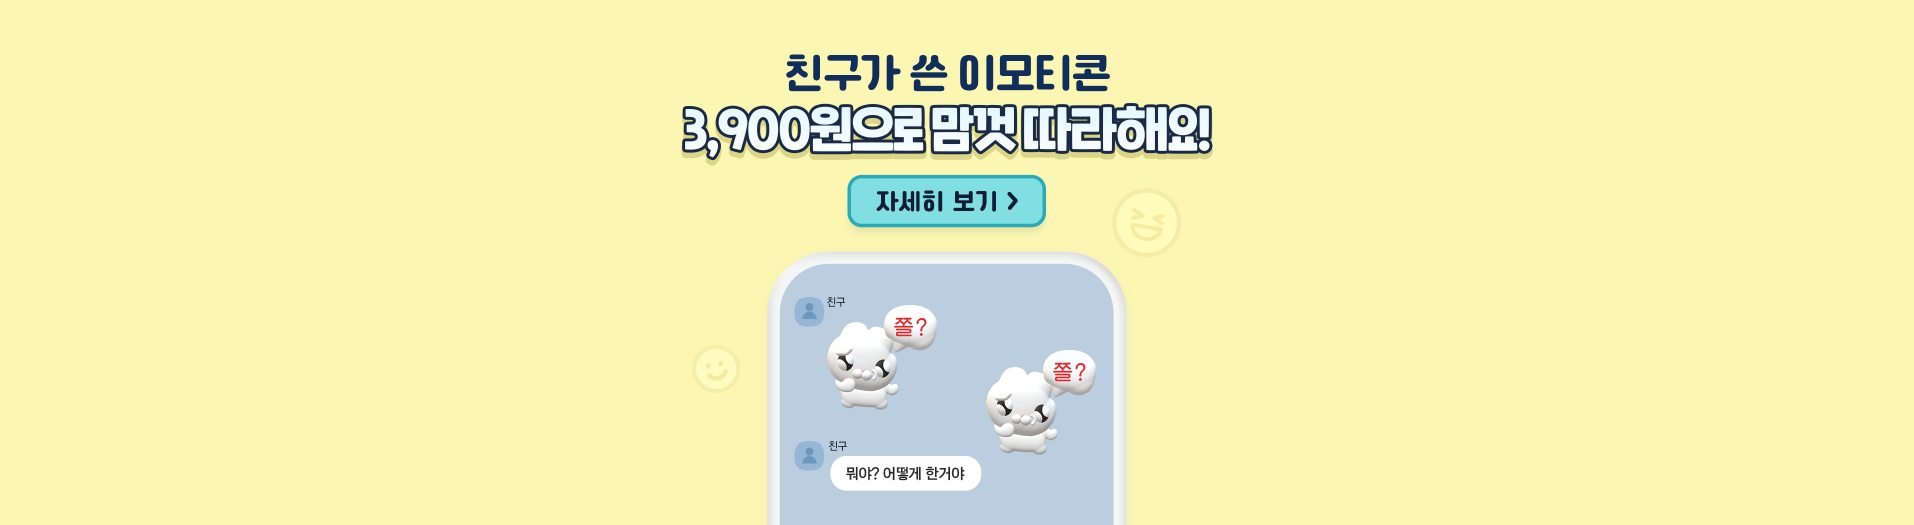 친구가 쓴 이모티콘
3,900원으로 맘껏 따라해요!
자세히 보기 >
친구
쫄?
쫄?
친구
뭐야? 어떻게 한거야